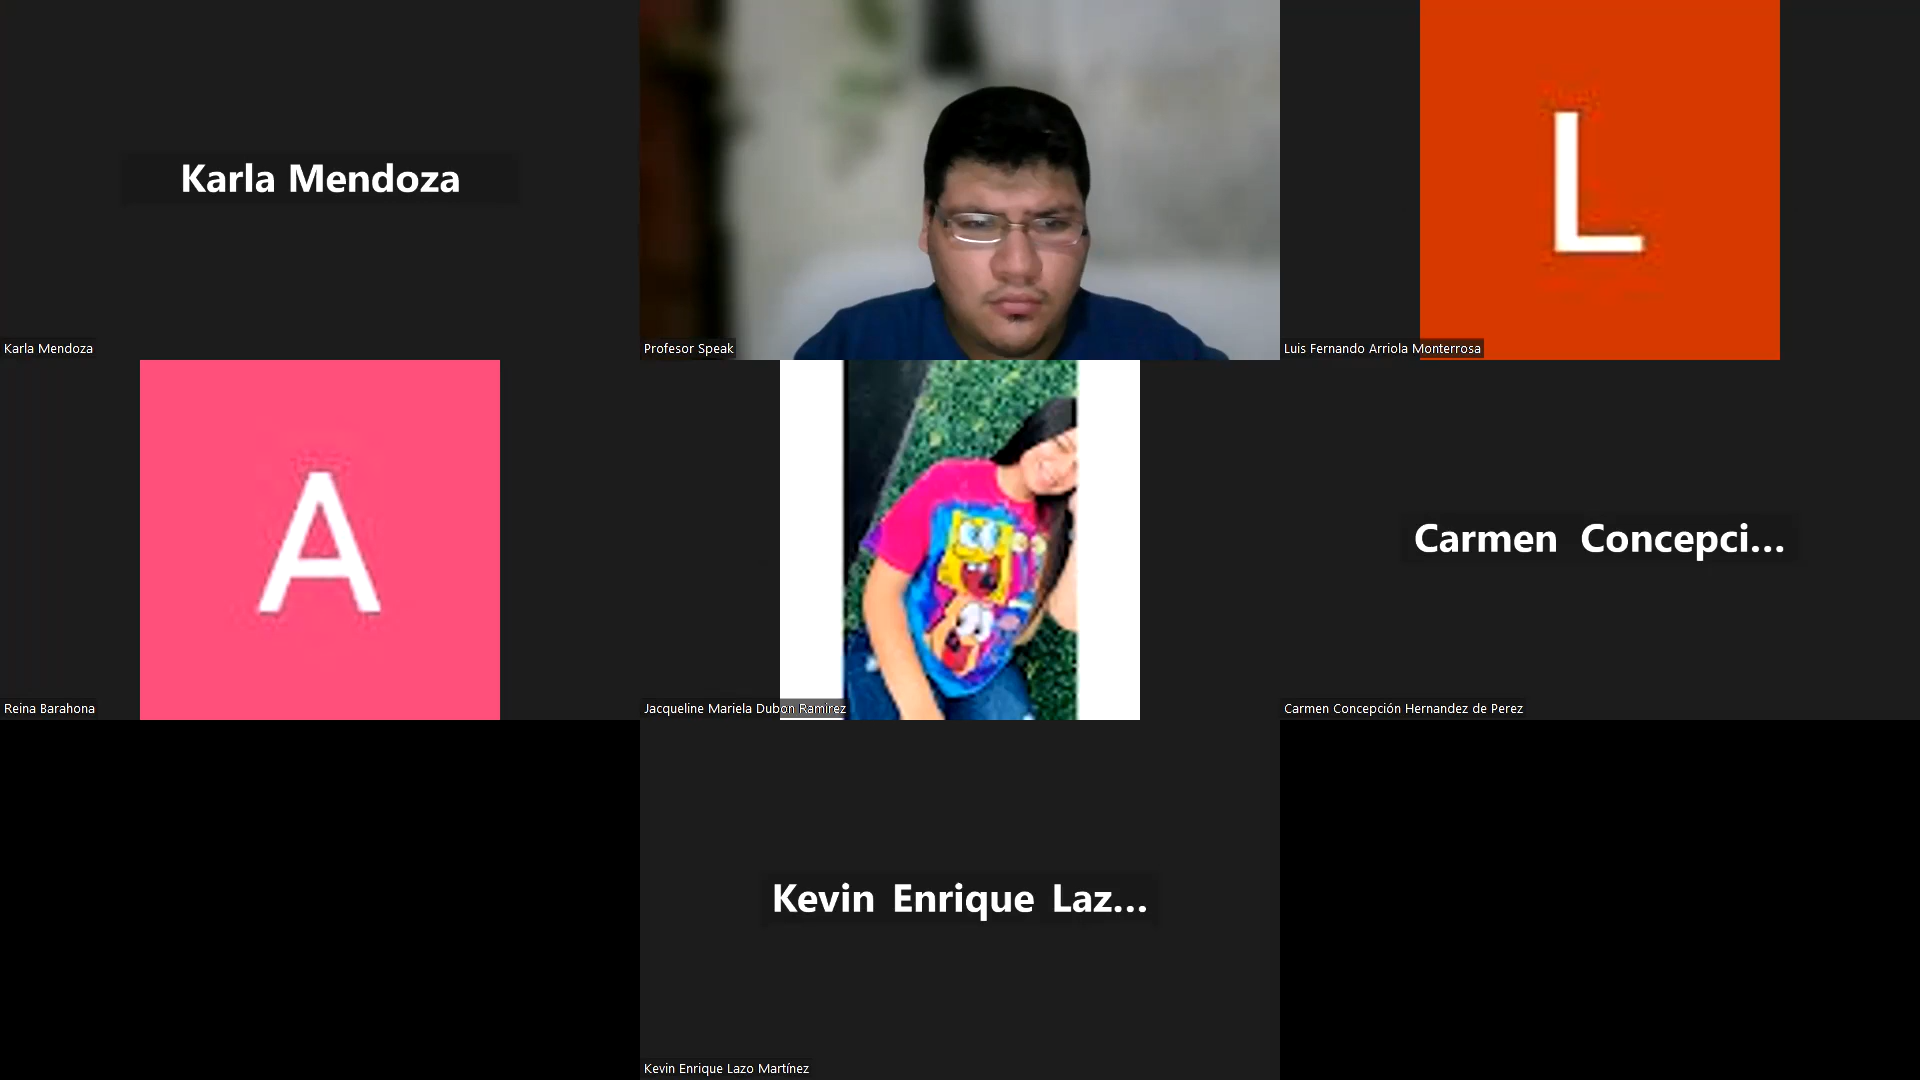 Karla Mendoza
Karla Mendoza
Profesor Speak
L
Luis Fernando Arriola Monterrosa
A
Reina Barahona
Jacqueline Mariela Dubon Ramirez
Carmen Concepci...
Carmen Concepción Hernandez de Perez
Kevin Enrique Laz...
Kevin Enrique Lazo Martínez